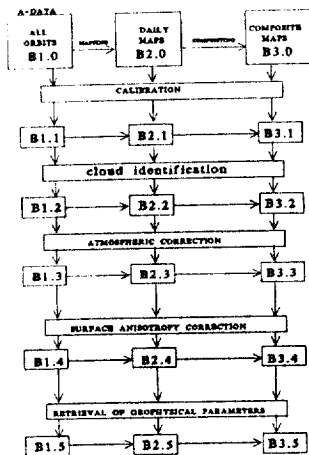 A-DATA
ALL ORBITS B1.0
MAPPING
DAILY MAPS B2.0
COMPOSITING
COMPOSITE MAPS B3.0
CALIBRATION
B1.1 B2.1 B3.1
cloud identification
B1.2 B2.2 B3.2
ATMOSPHERIC CORRECTION
B1.3 B2.3 B3.3
SURFACE ANISOTROPY CORRECTION
B1.4 B2.4 B3.4
RETRIEVAL OF GEOPHYSICAL PARAMETERS
B1.5 B2.5 B3.5